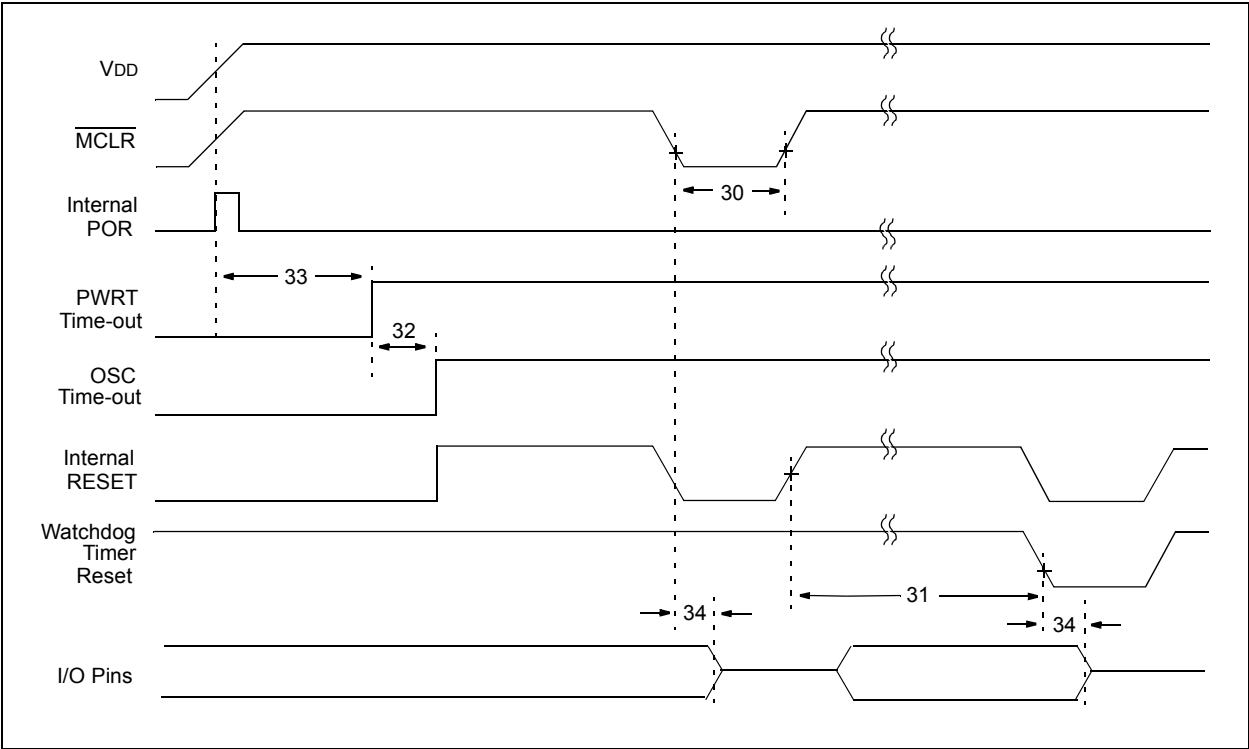 VDD
MCLR
30
Internal
POR
33
PWRT
Time-out
32
OSC
Time-out
Internal
RESET
Watchdog
Timer
Reset
31
34
34
I/O Pins